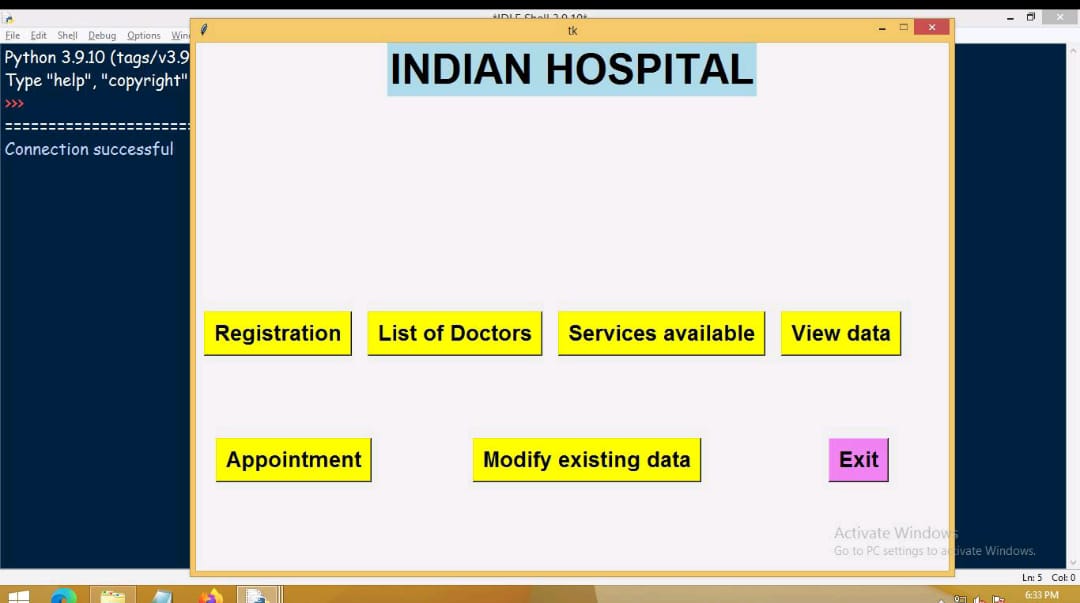 *IDLE Shell 3.9.10*
tk
File Edit Shell Debug Options Win
Python 3.9.10 (tags/v3.9
Type "help", "copyright"
>>>
======================
Connection successful
INDIAN HOSPITAL
Registration List of Doctors Services available View data
Appointment Modify existing data Exit
Activate Windows
Go to PC settings to activate Windows.
Ln: 5 Col: 0
6:33 PM